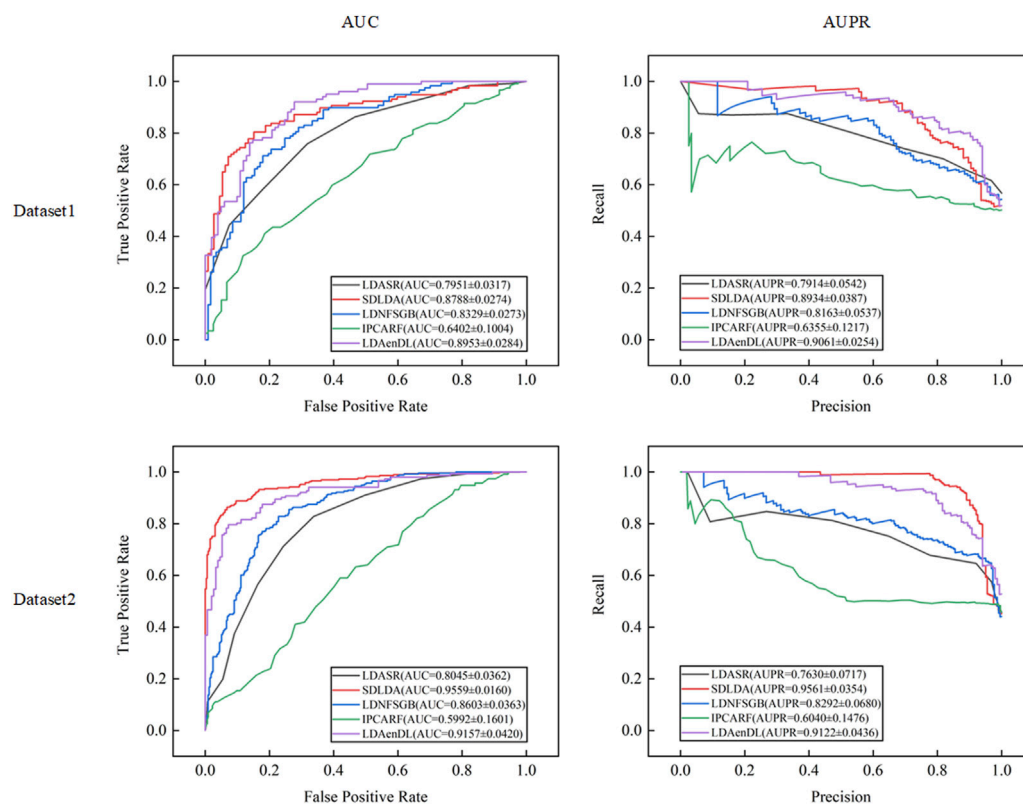 AUC
AUPR
Dataset1
True Positive Rate
1.0
0.8
0.6
0.4
0.2
0.0
LDASR(AUC=0.7951±0.0317)
SDLDA(AUC=0.8788±0.0274)
LDNFSGB(AUC=0.8329±0.0273)
IPCARF(AUC=0.6402±0.1004)
LDAenDL(AUC=0.8953±0.0284)
0.0 0.2 0.4 0.6 0.8 1.0
False Positive Rate
Recall
1.0
0.8
0.6
0.4
0.2
0.0
LDASR(AUPR=0.7914±0.0542)
SDLDA(AUPR=0.8934±0.0387)
LDNFSGB(AUPR=0.8163±0.0537)
IPCARF(AUPR=0.6355±0.1217)
LDAenDL(AUPR=0.9061±0.0254)
0.0 0.2 0.4 0.6 0.8 1.0
Precision
Dataset2
True Positive Rate
1.0
0.8
0.6
0.4
0.2
0.0
LDASR(AUC=0.8045±0.0362)
SDLDA(AUC=0.9559±0.0160)
LDNFSGB(AUC=0.8603±0.0363)
IPCARF(AUC=0.5992±0.1601)
LDAenDL(AUC=0.9157±0.0420)
0.0 0.2 0.4 0.6 0.8 1.0
False Positive Rate
Recall
1.0
0.8
0.6
0.4
0.2
0.0
LDASR(AUPR=0.7630±0.0717)
SDLDA(AUPR=0.9561±0.0354)
LDNFSGB(AUPR=0.8292±0.0680)
IPCARF(AUPR=0.6040±0.1476)
LDAenDL(AUPR=0.9122±0.0436)
0.0 0.2 0.4 0.6 0.8 1.0
Precision